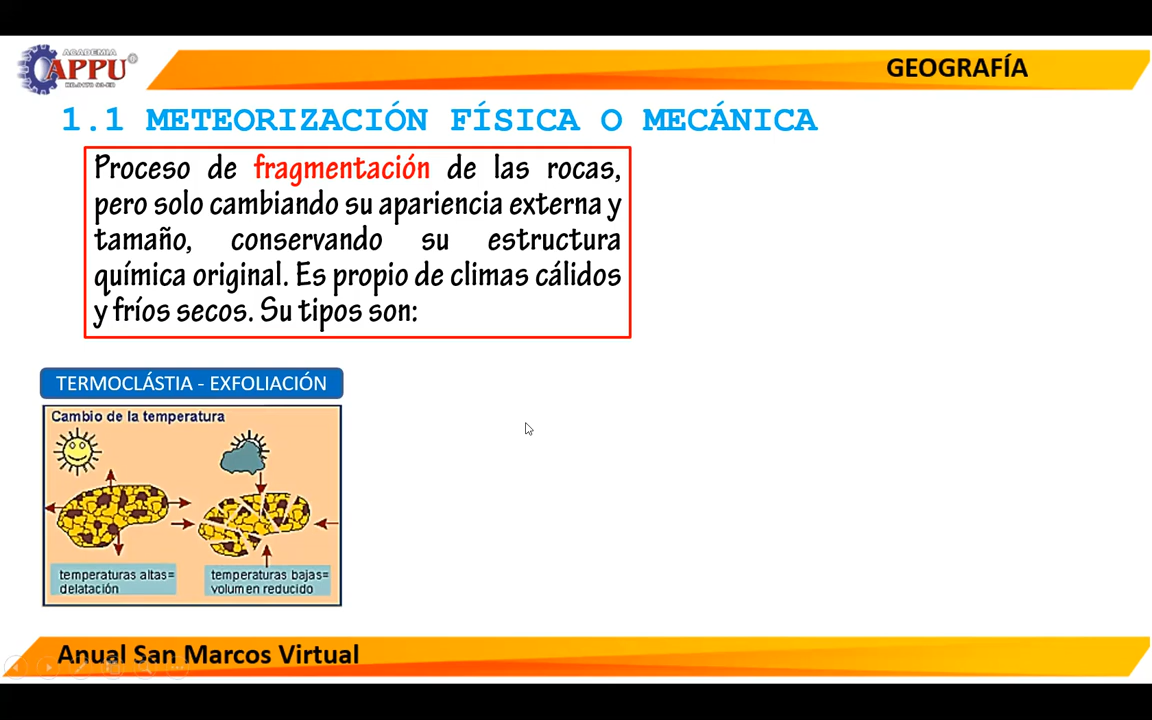 ACADEMIA
APPU
GEOGRAFÍA
1.1 METEORIZACIÓN FÍSICA O MECÁNICA
Proceso de fragmentación de las rocas,
pero solo cambiando su apariencia externa y
tamaño, conservando su estructura
química original. Es propio de climas cálidos
y fríos secos. Su tipos son:
TERMOCLÁSTIA - EXFOLIACIÓN
Cambio de la temperatura
temperaturas altas=
delatación
temperaturas bajas=
volumen reducido
Anual San Marcos Virtual